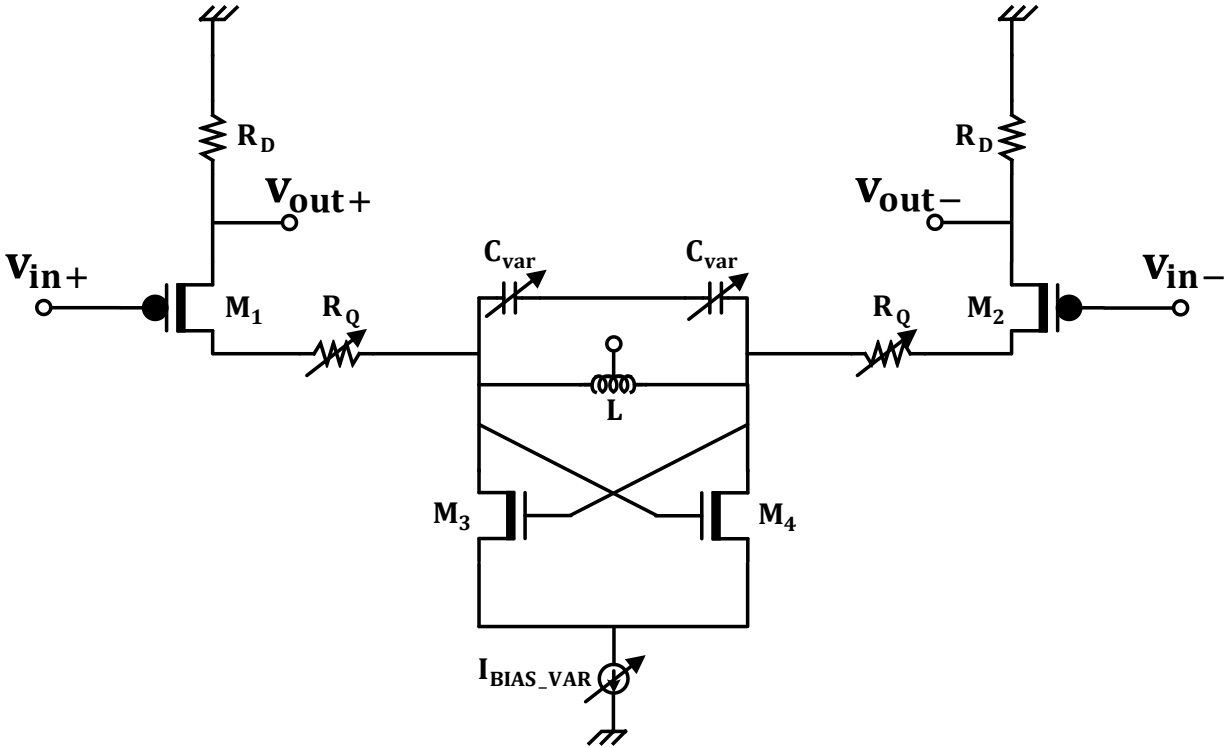 R_D
R_D
v_out+
v_out−
v_in+
C_var
C_var
v_in−
M_1
R_Q
R_Q
M_2
L
M_3
M_4
I_BIAS_VAR